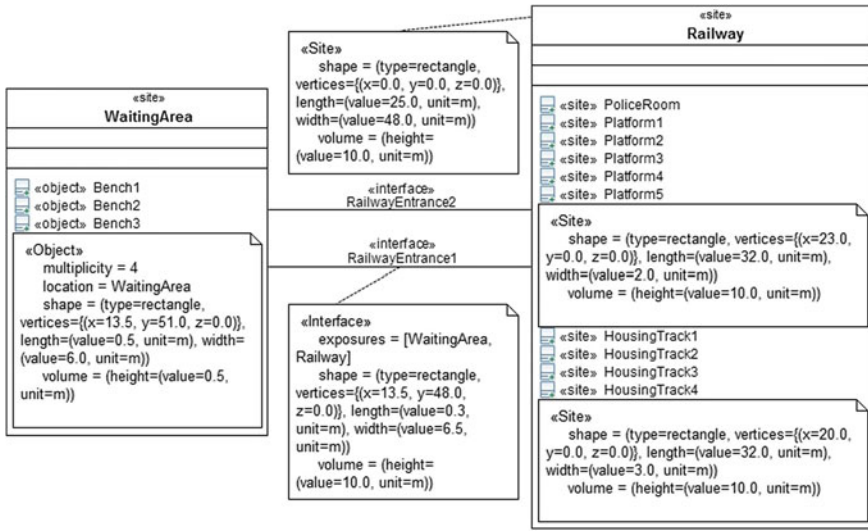 «site»
WaitingArea
«object» Bench1
«object» Bench2
«object» Bench3
«Object»
multiplicity = 4
location = WaitingArea
shape = (type=rectangle,
vertices={(x=13.5, y=51.0, z=0.0)},
length=(value=0.5, unit=m), width=
(value=6.0, unit=m))
volume = (height=(value=0.5,
unit=m))
«Site»
shape = (type=rectangle,
vertices={(x=0.0, y=0.0, z=0.0)},
length=(value=25.0, unit=m),
width=(value=48.0, unit=m))
volume = (height=
(value=10.0, unit=m))
«interface»
RailwayEntrance2
«interface»
RailwayEntrance1
«Interface»
exposures = [WaitingArea,
Railway]
shape = (type=rectangle,
vertices={(x=13.5, y=48.0,
z=0.0)}, length=(value=0.3,
unit=m), width=(value=6.5,
unit=m))
volume = (height=
(value=10.0, unit=m))
«site»
Railway
«site» PoliceRoom
«site» Platform1
«site» Platform2
«site» Platform3
«site» Platform4
«site» Platform5
«Site»
shape = (type=rectangle, vertices={(x=23.0,
y=0.0, z=0.0)}, length=(value=32.0, unit=m),
width=(value=2.0, unit=m))
volume = (height=(value=10.0, unit=m))
«site» HousingTrack1
«site» HousingTrack2
«site» HousingTrack3
«site» HousingTrack4
«Site»
shape = (type=rectangle, vertices={(x=20.0,
y=0.0, z=0.0)}, length=(value=32.0, unit=m),
width=(value=3.0, unit=m))
volume = (height=(value=10.0, unit=m))